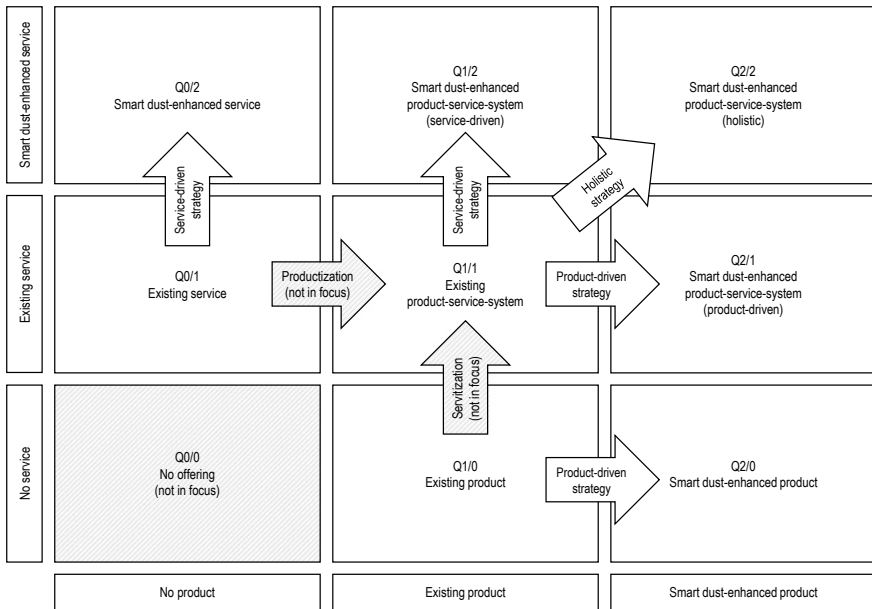 Smart dust-enhanced service
Q0/2
Smart dust-enhanced service
Q1/2
Smart dust-enhanced
product-service-system
(service-driven)
Q2/2
Smart dust-enhanced
product-service-system
(holistic)
Service-driven
strategy
Service-driven
strategy
Holistic
strategy
Existing service
Q0/1
Existing service
Productization
(not in focus)
Q1/1
Existing
product-service-system
Product-driven
strategy
Q2/1
Smart dust-enhanced
product-service-system
(product-driven)
Servitization
(not in focus)
No service
Q0/0
No offering
(not in focus)
Q1/0
Existing product
Product-driven
strategy
Q2/0
Smart dust-enhanced product
No product
Existing product
Smart dust-enhanced product